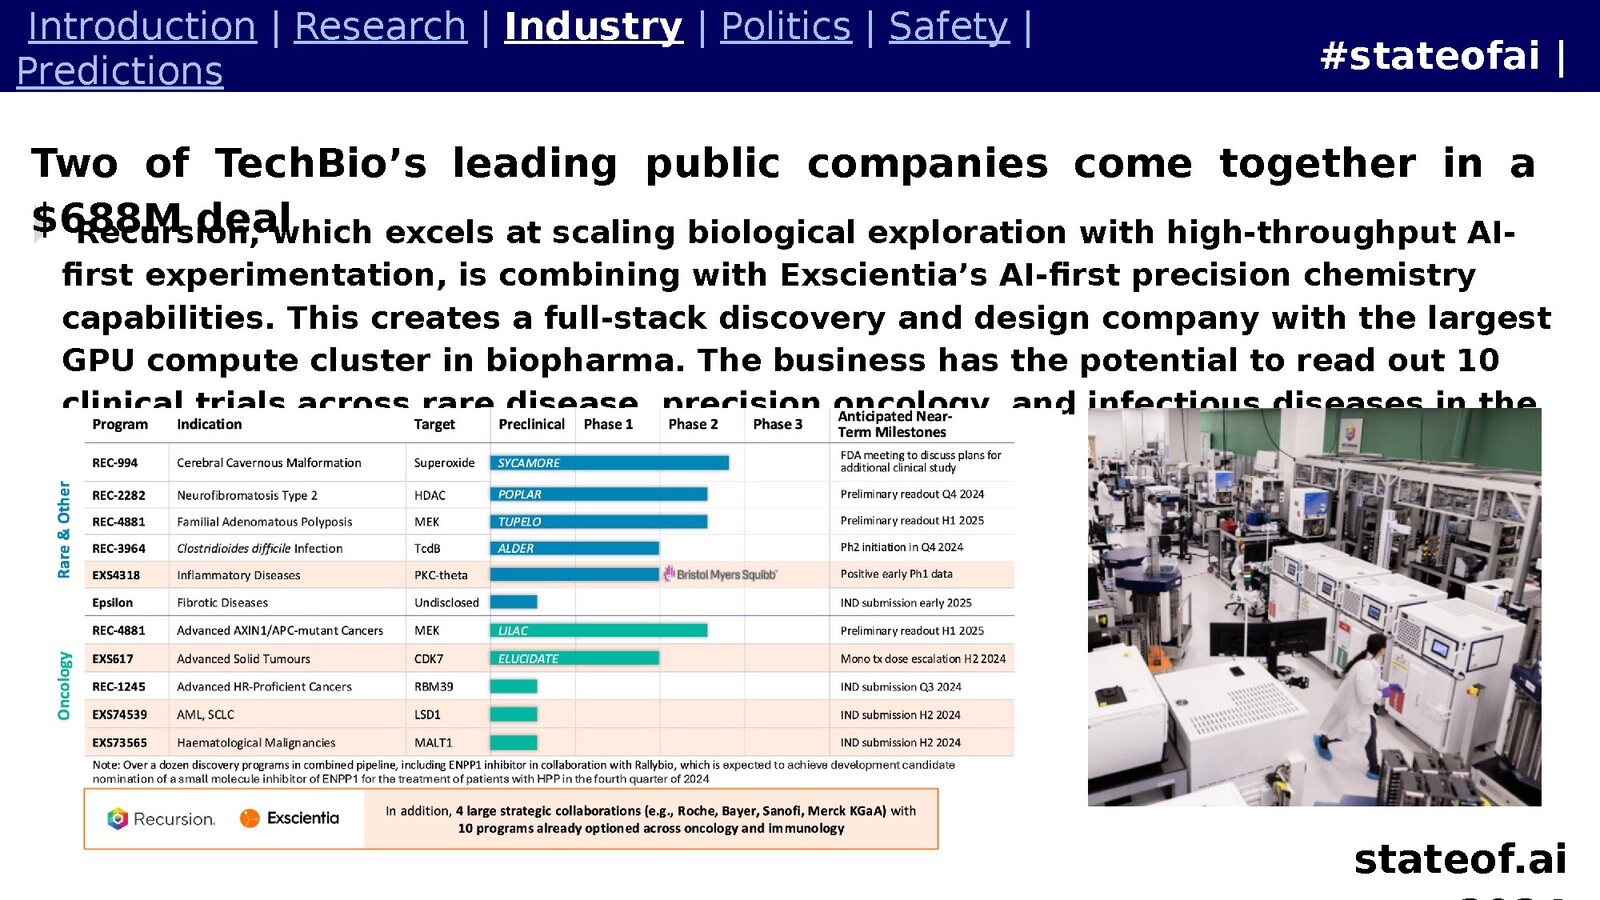 Introduction | Research | Industry | Politics | Safety |
Predictions
#stateofai |
Two of TechBio’s leading public companies come together in a
$688M deal
Recursion, which excels at scaling biological exploration with high-throughput AI-
first experimentation, is combining with Exscientia’s AI-first precision chemistry
capabilities. This creates a full-stack discovery and design company with the largest
GPU compute cluster in biopharma. The business has the potential to read out 10
clinical trials across rare disease, precision oncology, and infectious diseases in the
Program Indication Target Preclinical Phase 1 Phase 2 Phase 3 Anticipated Near-
Term Milestones
Rare & Other
REC-994 Cerebral Cavernous Malformation Superoxide SYCAMORE FDA meeting to discuss plans for
additional clinical study
REC-2282 Neurofibromatosis Type 2 HDAC POPLAR Preliminary readout Q4 2024
REC-4881 Familial Adenomatous Polyposis MEK TUPELO Preliminary readout H1 2025
REC-3964 Clostridioides difficile Infection TcdB ALDER Ph2 initiation in Q4 2024
EXS4318 Inflammatory Diseases PKC-theta Bristol Myers Squibb Positive early Ph1 data
Epsilon Fibrotic Diseases Undisclosed IND submission early 2025
Oncology
REC-4881 Advanced AXIN1/APC-mutant Cancers MEK LILAC Preliminary readout H1 2025
EXS617 Advanced Solid Tumours CDK7 ELUCIDATE Mono tx dose escalation H2 2024
REC-1245 Advanced HR-Proficient Cancers RBM39 IND submission Q3 2024
EXS74539 AML, SCLC LSD1 IND submission H2 2024
EXS73565 Haematological Malignancies MALT1 IND submission H2 2024
Note: Over a dozen discovery programs in combined pipeline, including ENPP1 inhibitor in collaboration with Rallybio, which is expected to achieve development candidate
nomination of a small molecule inhibitor of ENPP1 for the treatment of patients with HPP in the fourth quarter of 2024
Recursion. Exscientia
In addition, 4 large strategic collaborations (e.g., Roche, Bayer, Sanofi, Merck KGaA) with
10 programs already optioned across oncology and immunology
stateof.ai